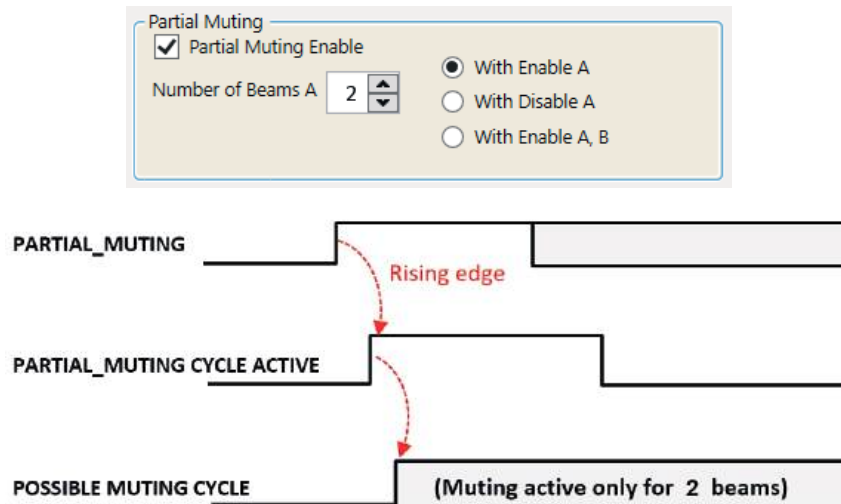 Partial Muting
Partial Muting Enable
Number of Beams A 2
With Enable A
With Disable A
With Enable A, B
PARTIAL_MUTING
Rising edge
PARTIAL_MUTING CYCLE ACTIVE
POSSIBLE MUTING CYCLE (Muting active only for 2 beams)